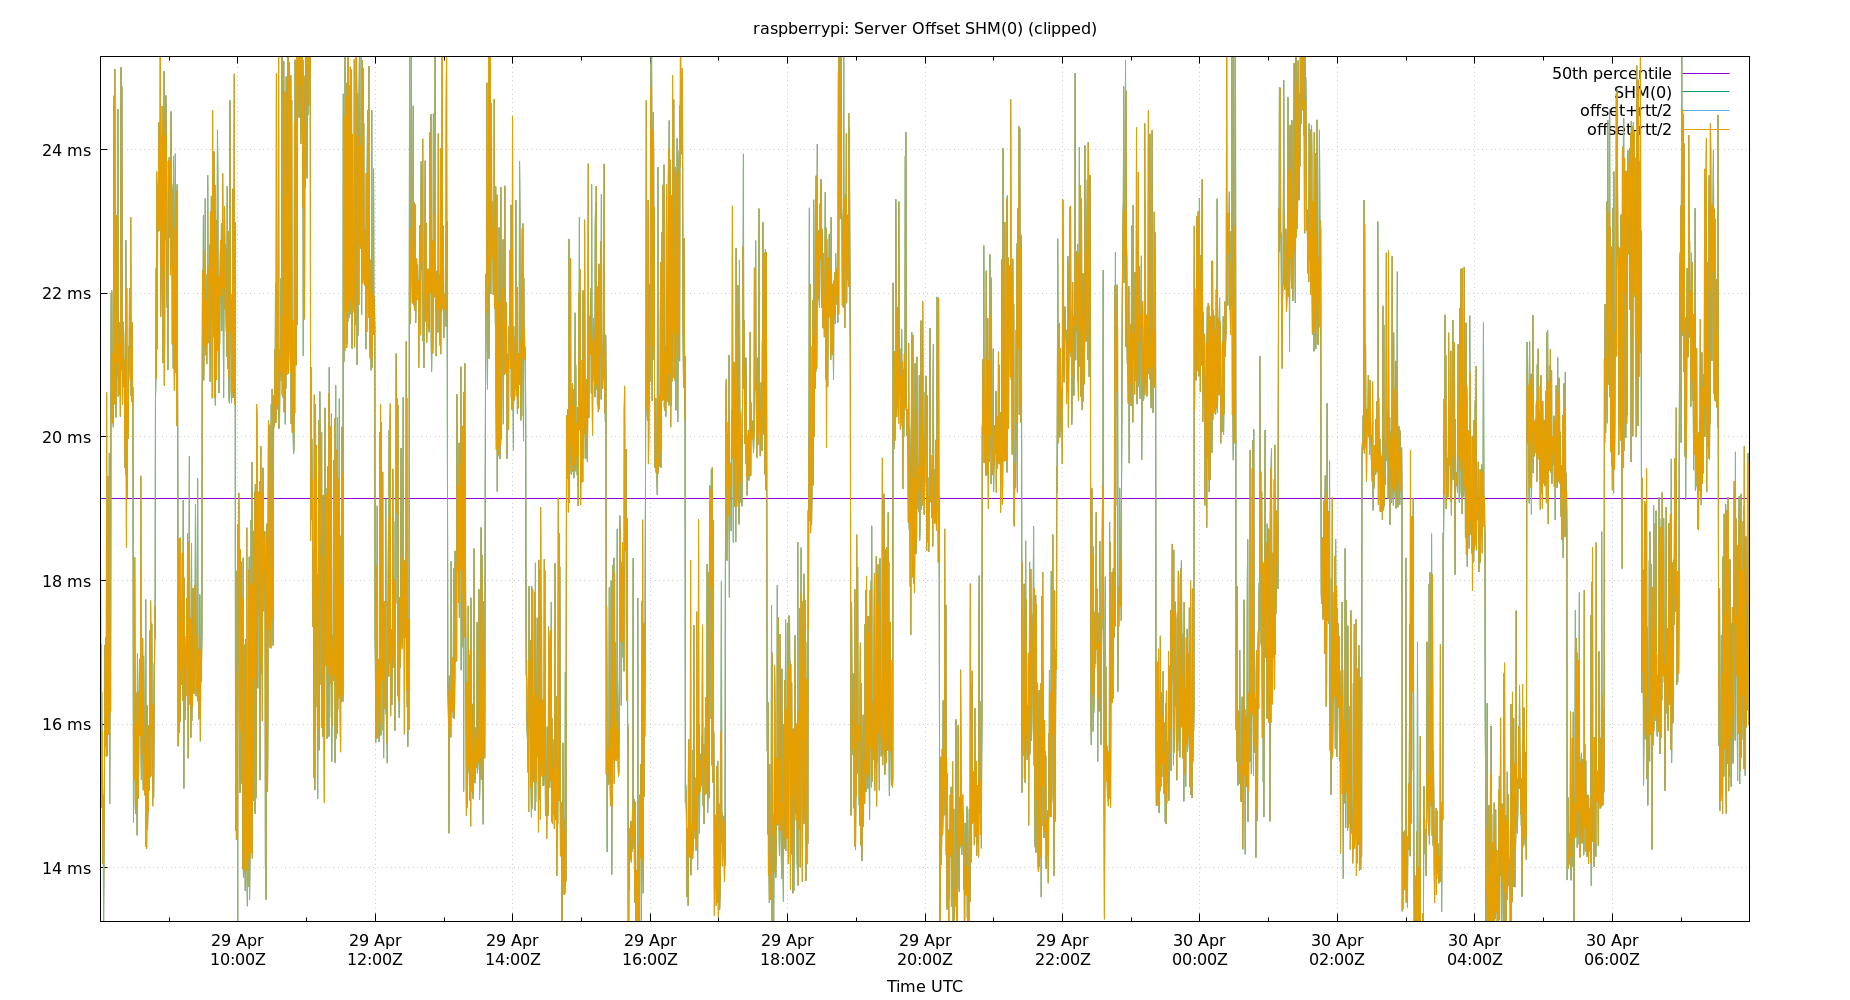 raspberrypi: Server Offset SHM(0) (clipped)
50th percentile
SHM(0)
offset+rtt/2
offset-rtt/2
24 ms
22 ms
20 ms
18 ms
16 ms
14 ms
29 Apr 29 Apr 29 Apr 29 Apr 29 Apr 29 Apr 29 Apr 30 Apr 30 Apr 30 Apr 30 Apr
10:00Z 12:00Z 14:00Z 16:00Z 18:00Z 20:00Z 22:00Z 00:00Z 02:00Z 04:00Z 06:00Z
Time UTC